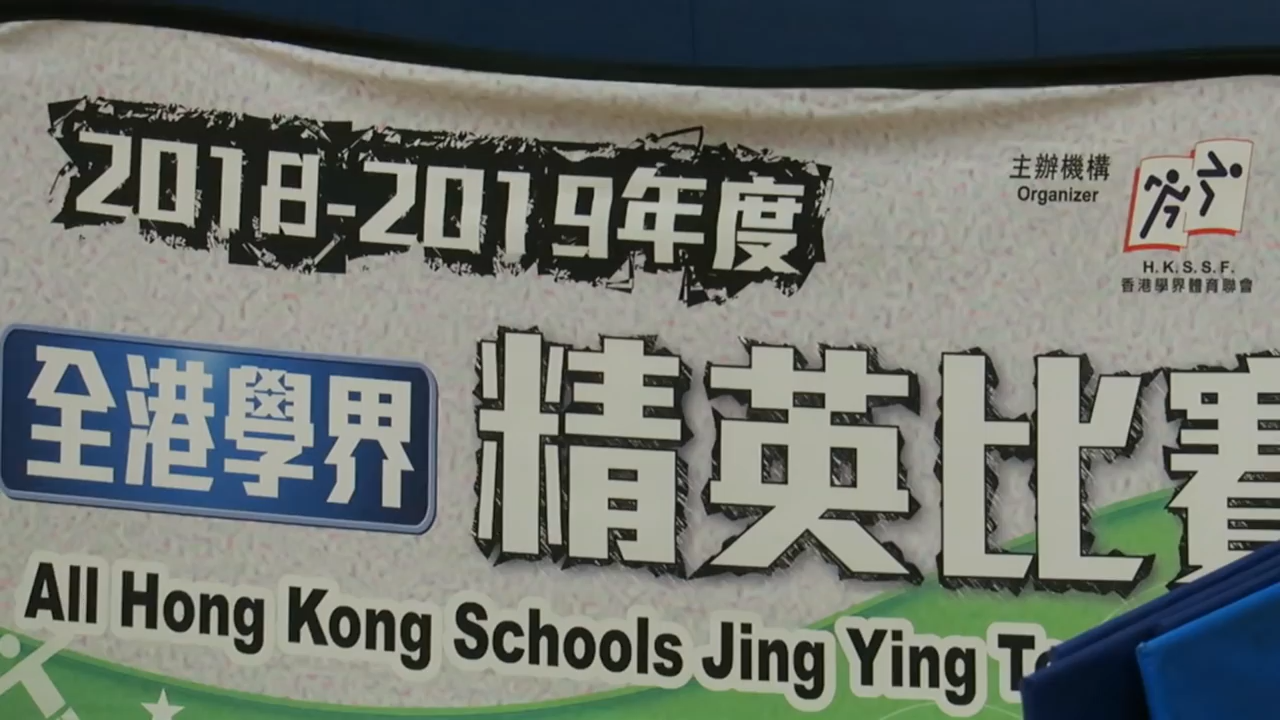 2018-2019年度
主辦機構
Organizer
H.K.S.S.F.
香港學界體育聯會
全港學界
精英比賽
All Hong Kong Schools Jing Ying